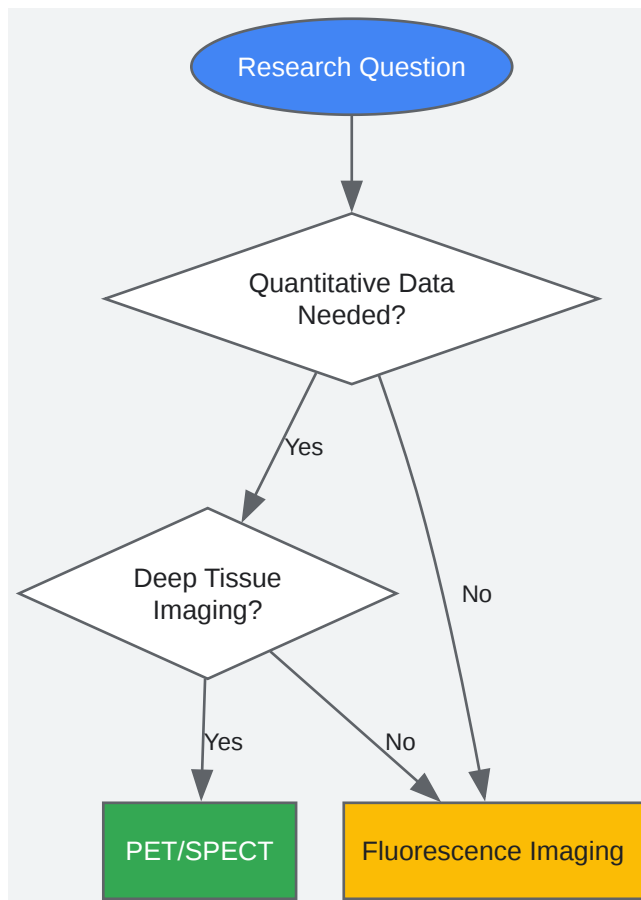 Research Question
Quantitative Data
Needed?
Yes
Deep Tissue
Imaging?
No
Yes
No
PET/SPECT
Fluorescence Imaging